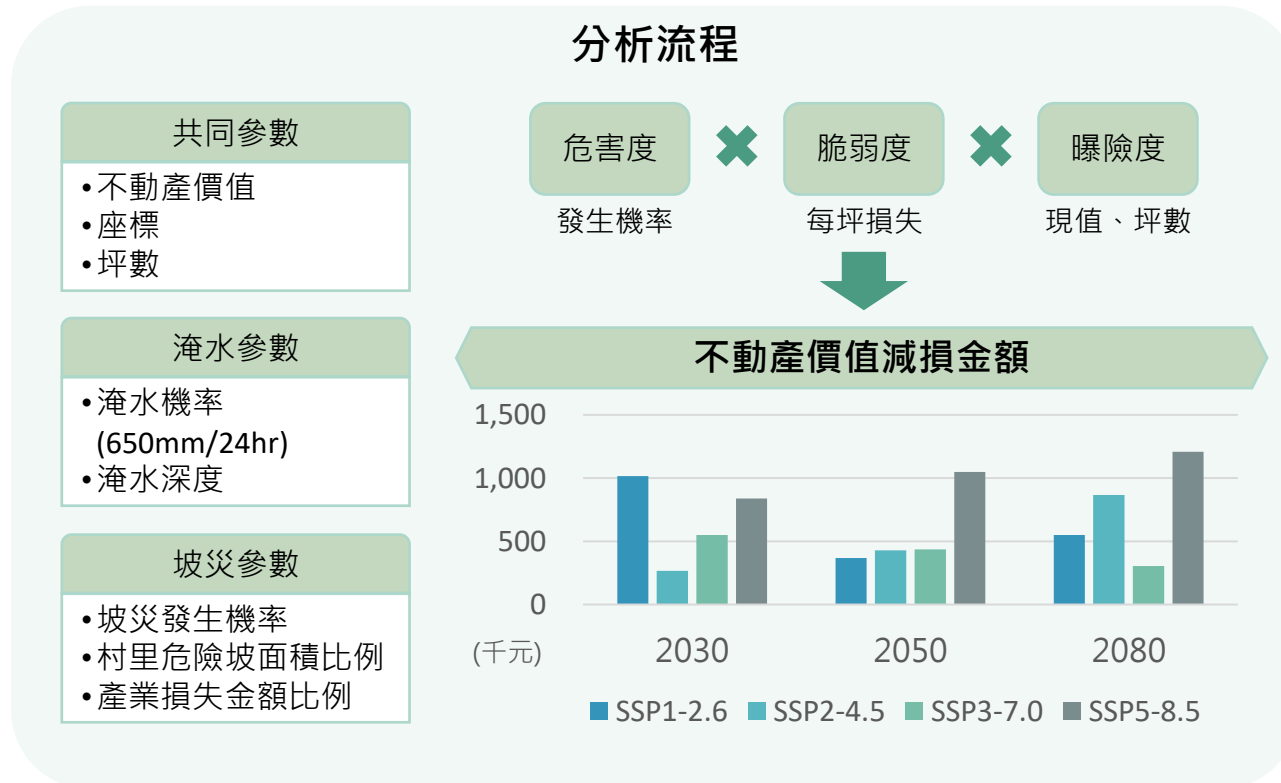 分析流程
共同參數
•不動產價值
•座標
•坪數
淹水參數
•淹水機率
(650mm/24hr)
•淹水深度
坡災參數
•坡災發生機率
•村里危險坡面積比例
•產業損失金額比例
危害度
發生機率
脆弱度
每坪損失
曝險度
現值、坪數
不動產價值減損金額
1,500
1,000
500
0
(千元)
2030 2050 2080
SSP1-2.6 SSP2-4.5 SSP3-7.0 SSP5-8.5